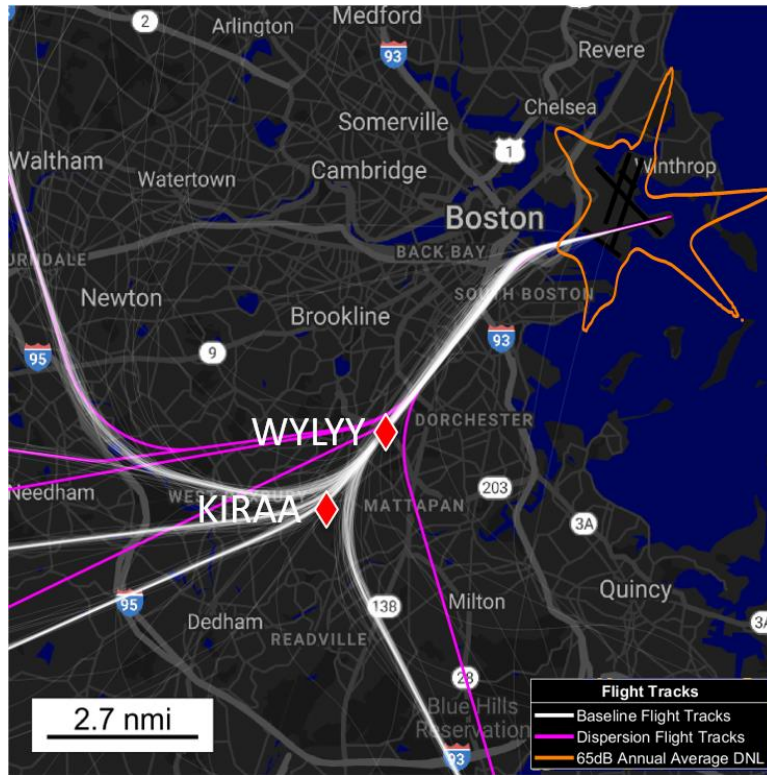 2
Arlington
Medford
93
Revere
Chelsea
Somerville
1
Waltham
Watertown
Cambridge
Winthrop
Boston
BACK BAY
URNDALE
SOUTH BOSTON
Newton
Brookline
95
9
93
WYLYY
DORCHESTER
Needham
203
KIRAA
MATTAPAN
3A
95
138
Milton
Quincy
3A
Dedham
READVILLE
28
Blue Hills
Reservation
93
2.7 nmi
Flight Tracks
Baseline Flight Tracks
Dispersion Flight Tracks
65dB Annual Average DNL